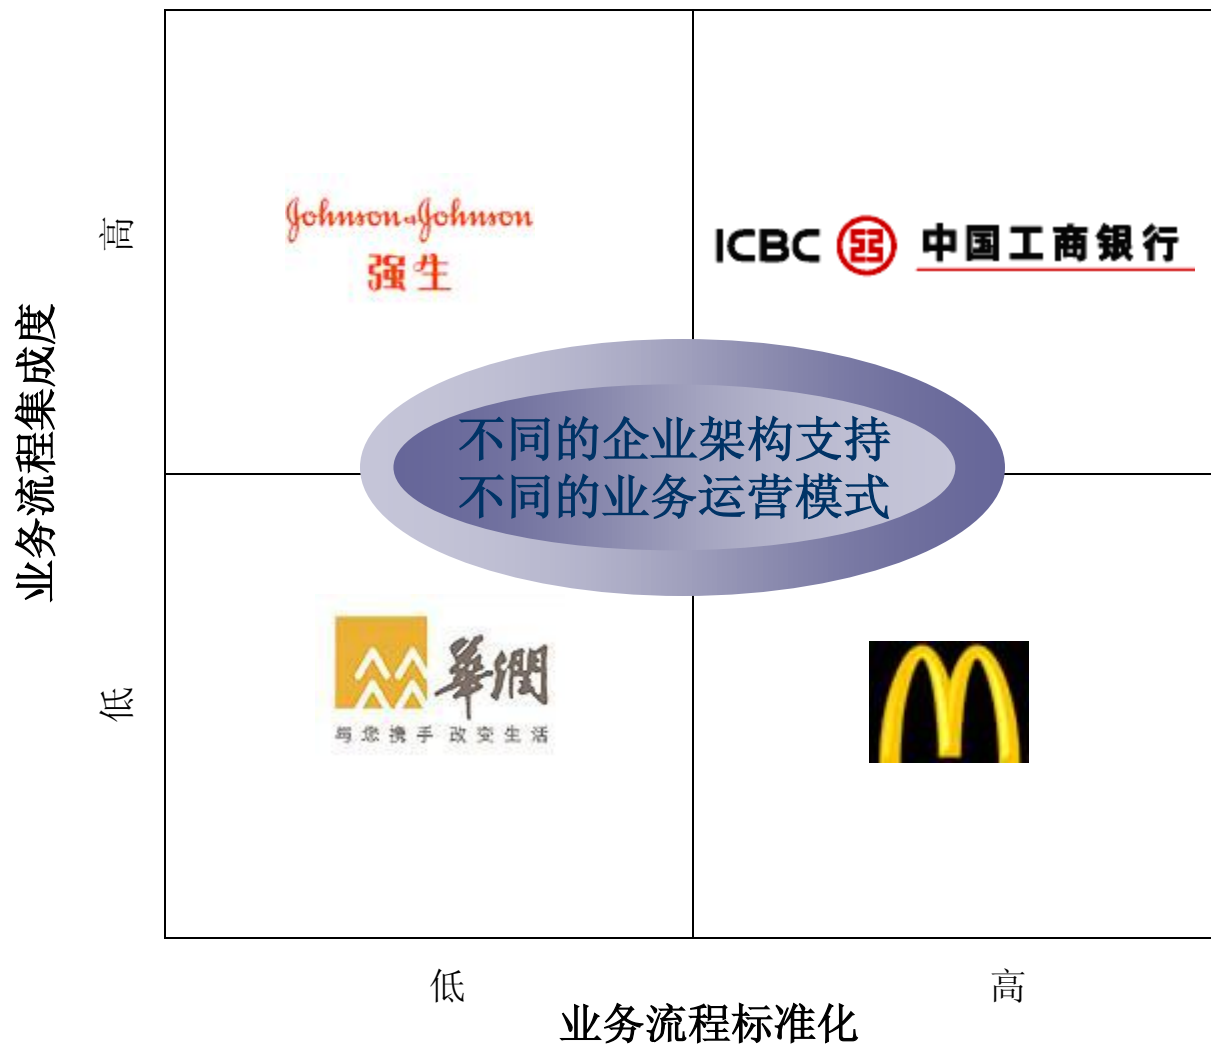 业务流程集成度
高
低
Johnson&Johnson
强生
ICBC 中国工商银行
不同的企业架构支持
不同的业务运营模式
華潤
与您携手 改变生活
低
高
业务流程标准化